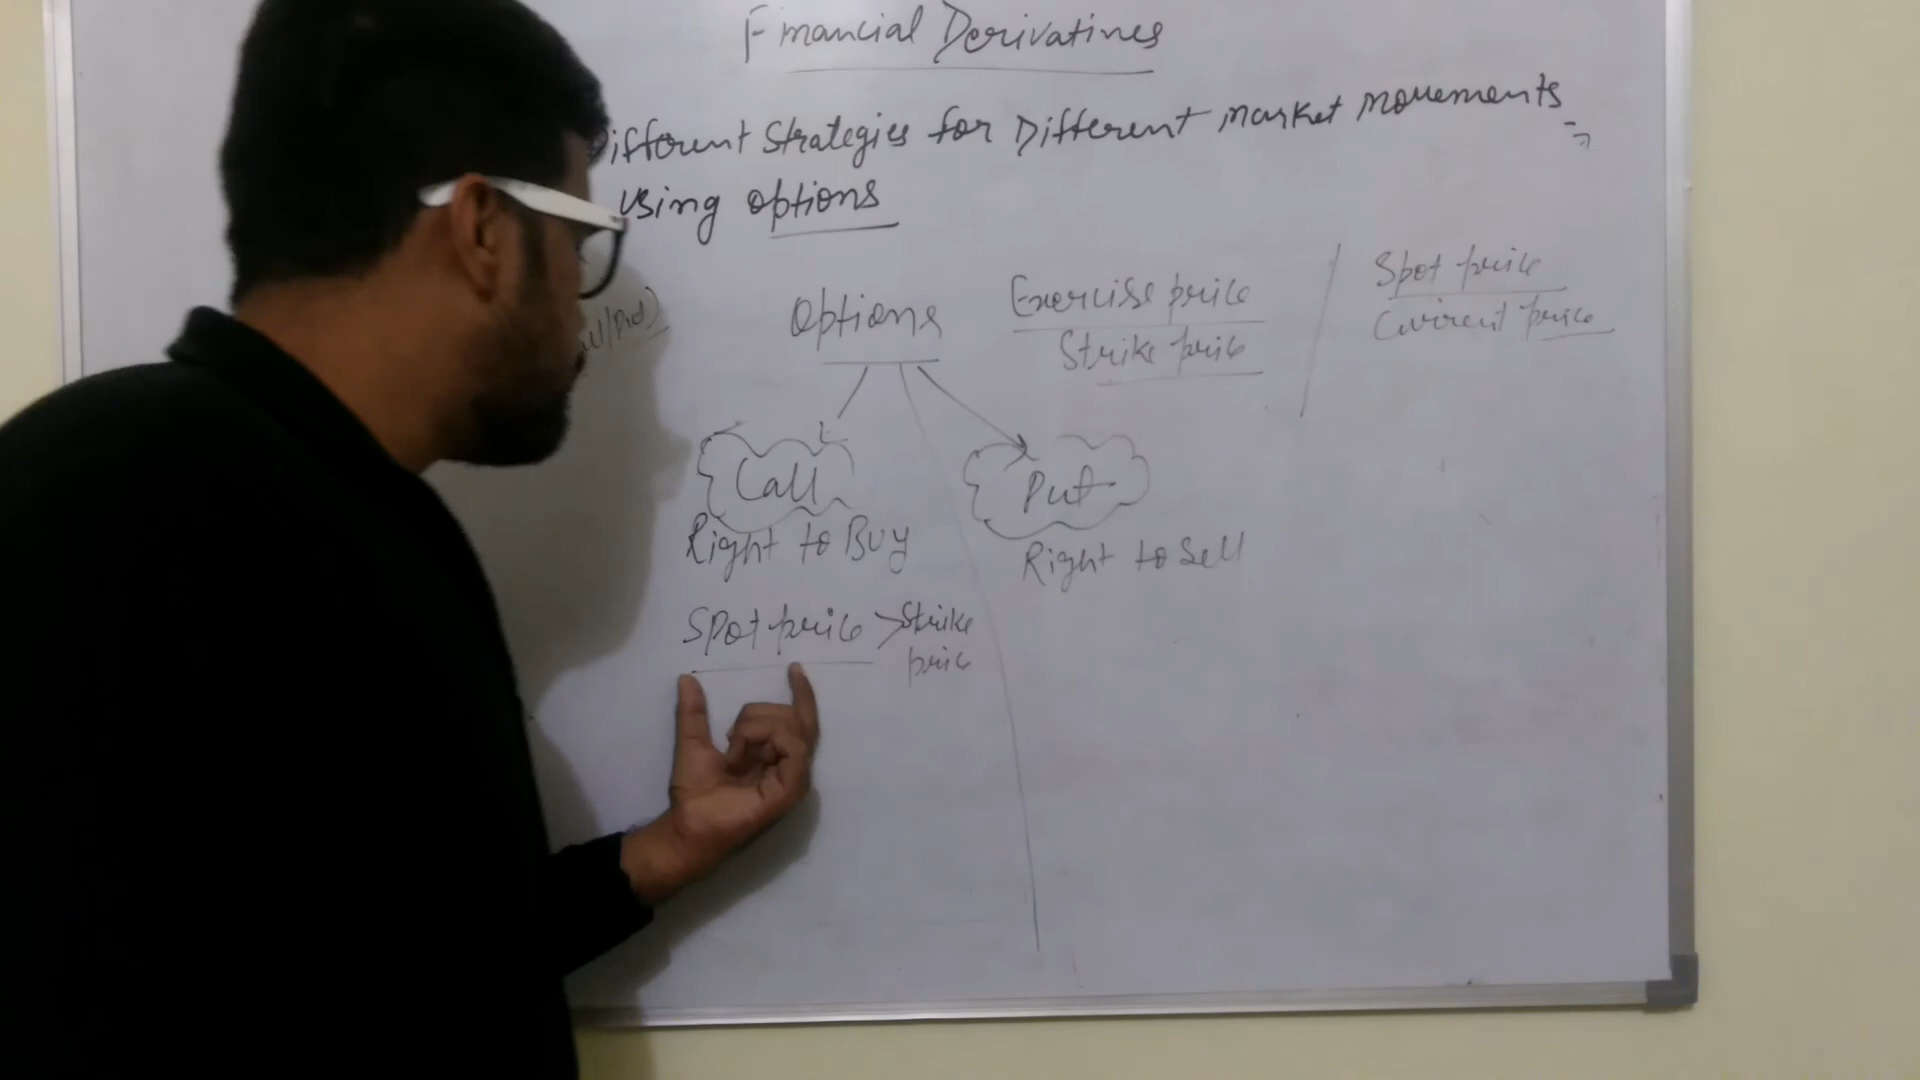 Financial Derivatives
Different Strategies for Different market movements
using options
Options
Exercise price
Strike price
Spot price
Current price
Call
Put
Right to Buy
Right to Sell
Spot price > Strike
price